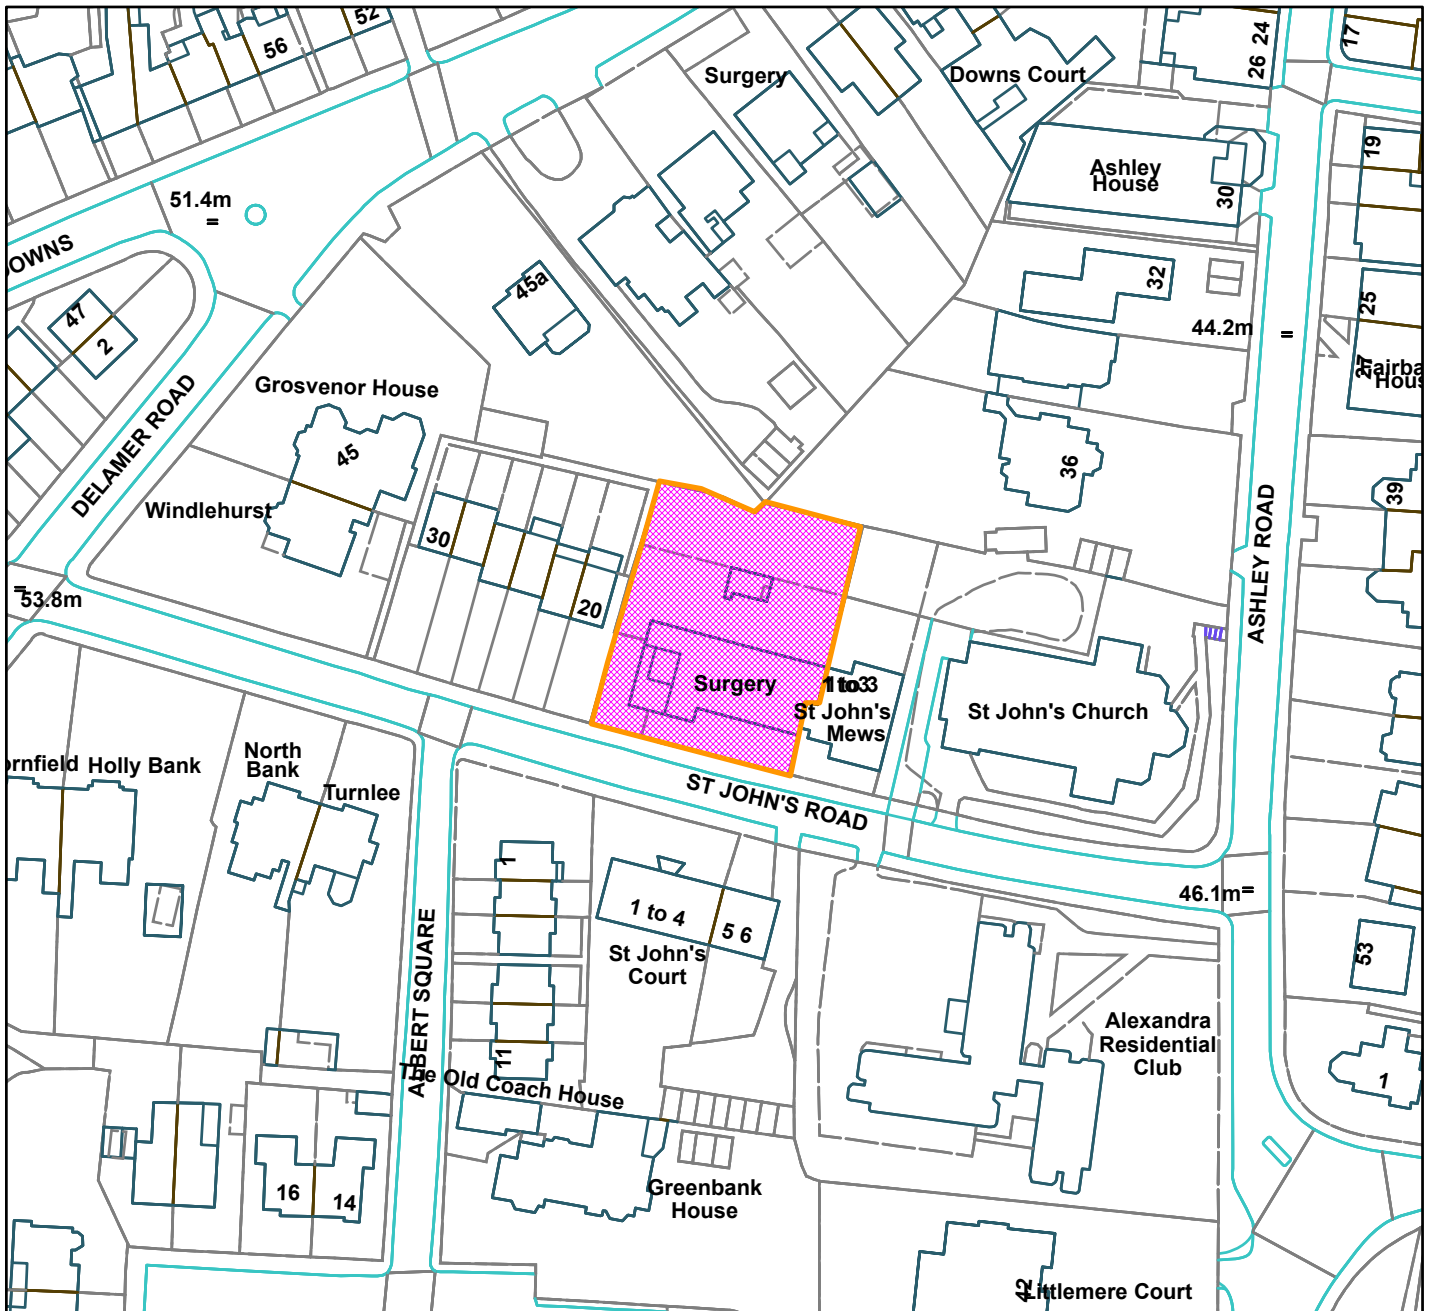 52
56
Surgery
Downs Court
24
26
17
Ashley
House
30
19
51.4m
DOWNS
47
2
45a
32
25
44.2m
27
Grosvenor House
45
DELAMER ROAD
Windlehurst
36
39
30
20
53.8m
ASHLEY ROAD
Surgery
St John's
Mews
St John's Church
North
Bank
Holly Bank
Turnlee
ST JOHN'S ROAD
1
1 to 4
5 6
St John's
Court
46.1m
53
ALBERT SQUARE
11
The Old Coach House
Alexandra
Residential
Club
1
16
14
Greenbank
House
42
Littlemere Court